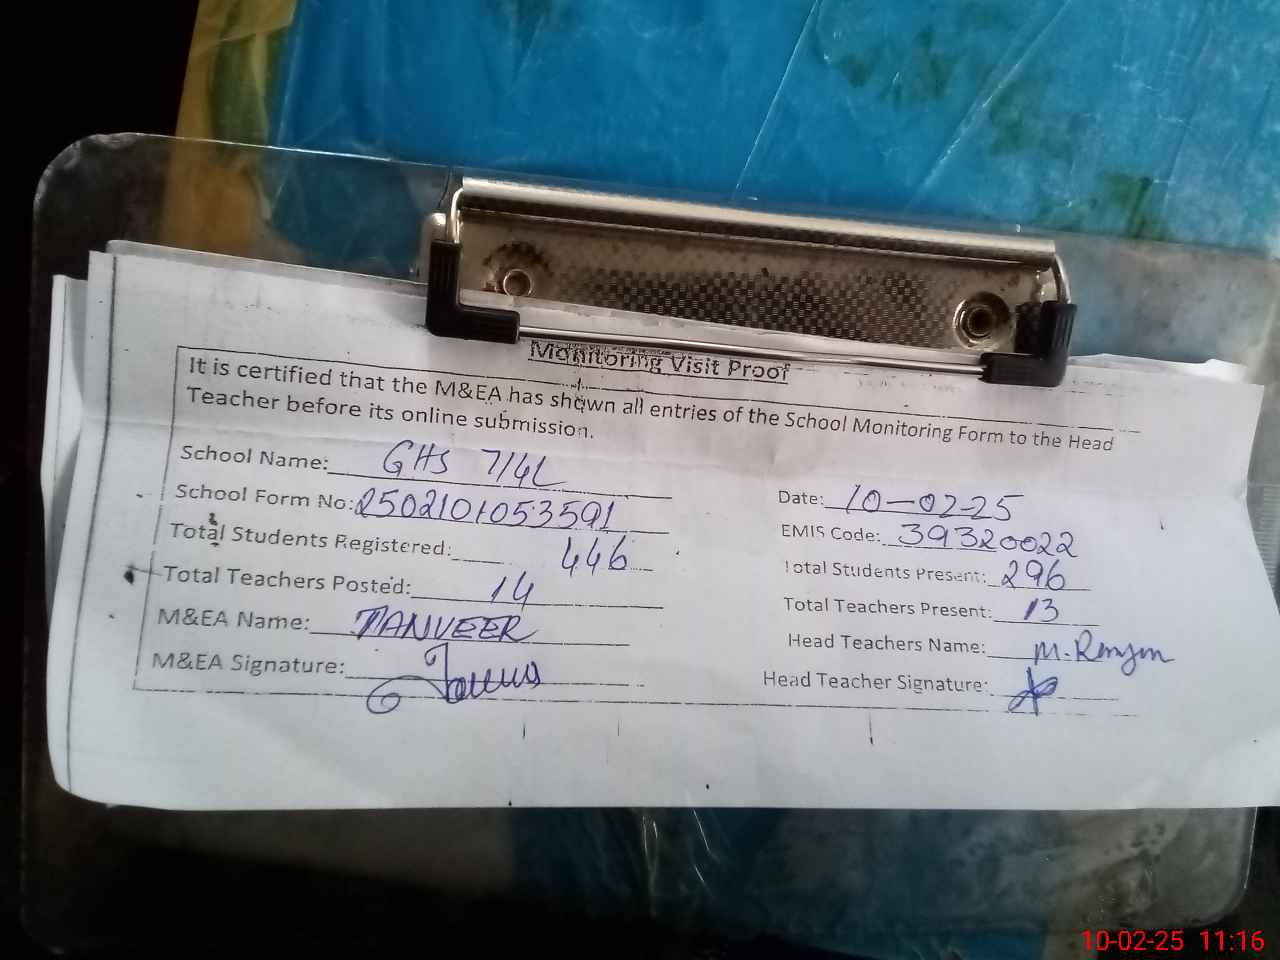 Monitoring Visit Proof
It is certified that the M&EA has shown all entries of the School Monitoring Form to the Head
Teacher before its online submission.
School Name: GHS 7/4L
Date: 10-02-25
School Form No: 2502101053591
EMIS Code: 39320022
Total Students Registered: 446
Total Students Present: 296
Total Teachers Posted: 14
Total Teachers Present: 13
M&EA Name: TANVEER
Head Teachers Name: M.
M&EA Signature:
Head Teacher Signature:
10-02-25 11:16